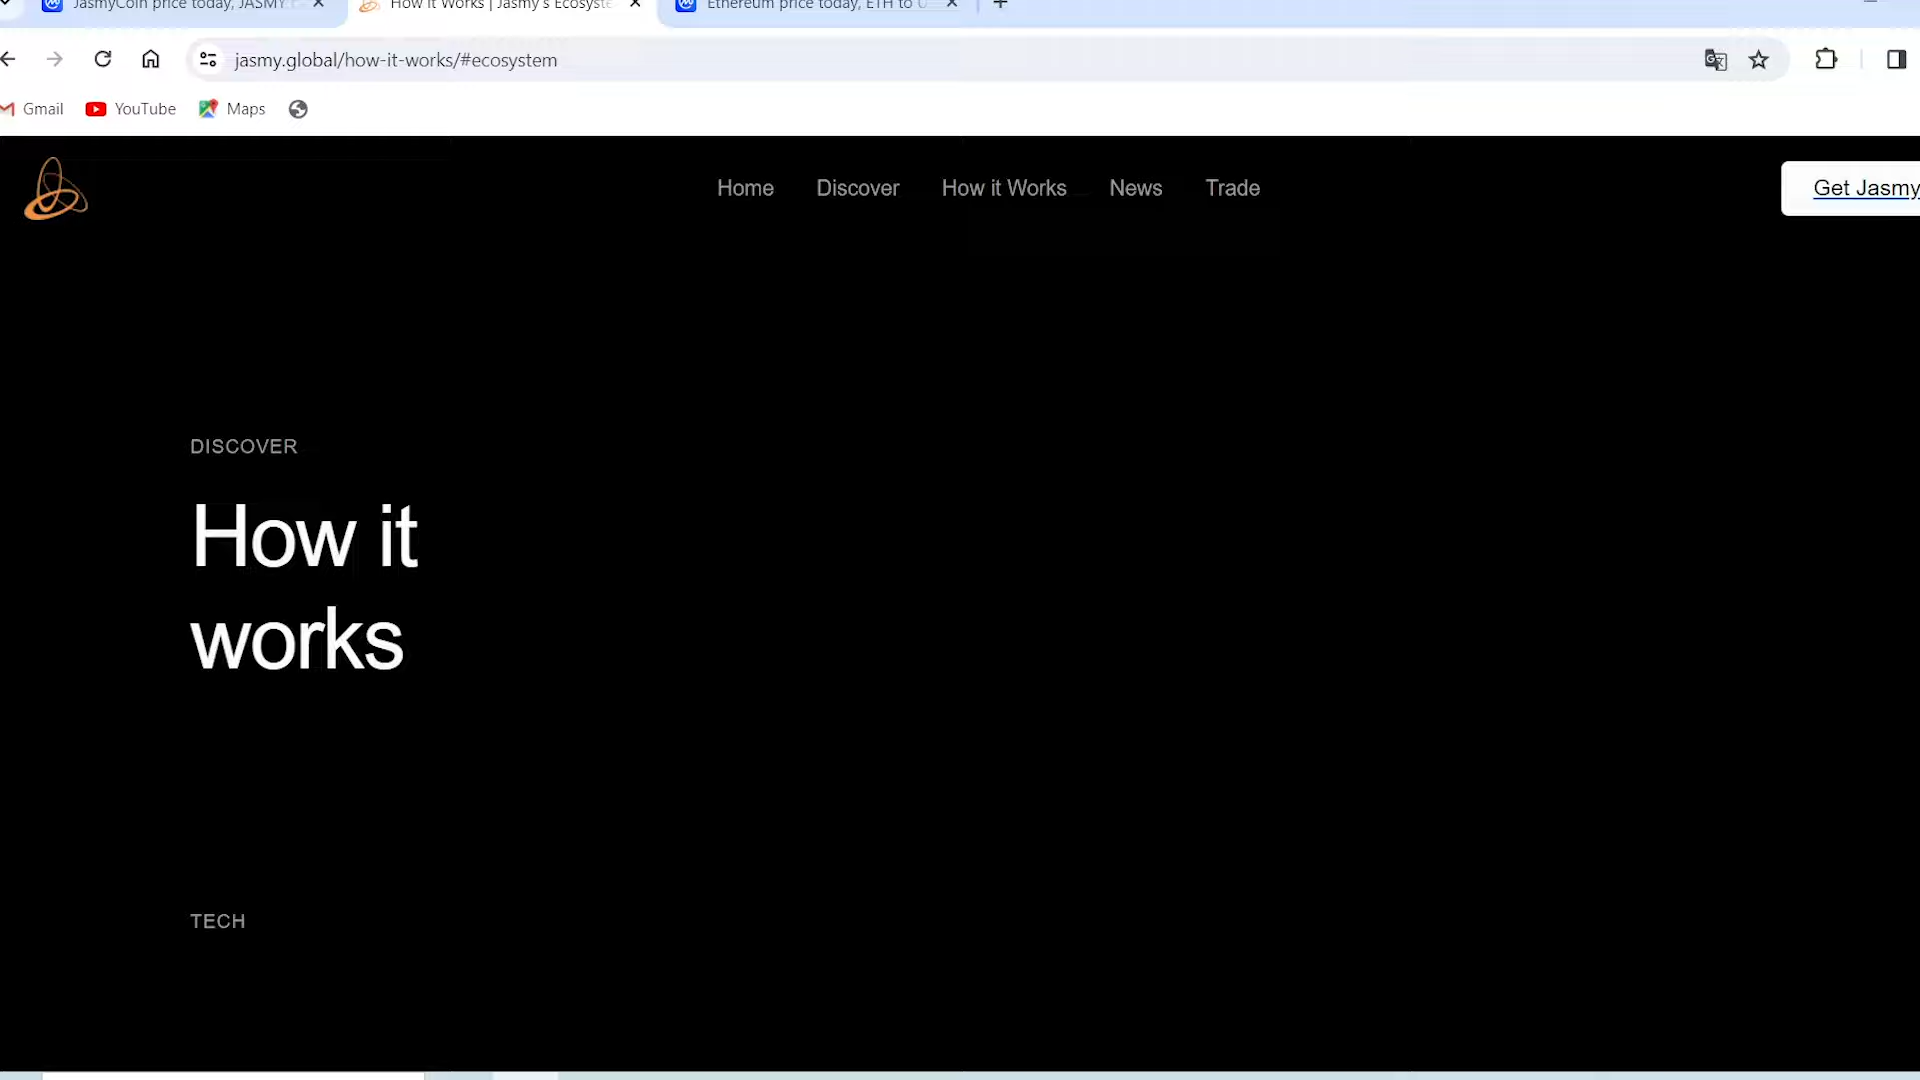 JasmyCoin price today, JASMY
How it Works | Jasmy's Ecosyste
Ethereum price today, ETH to U
jasmy.global/how-it-works/#ecosystem
Gmail
YouTube
Maps
Home
Discover
How it Works
News
Trade
Get Jasmy
DISCOVER
How it
works
TECH